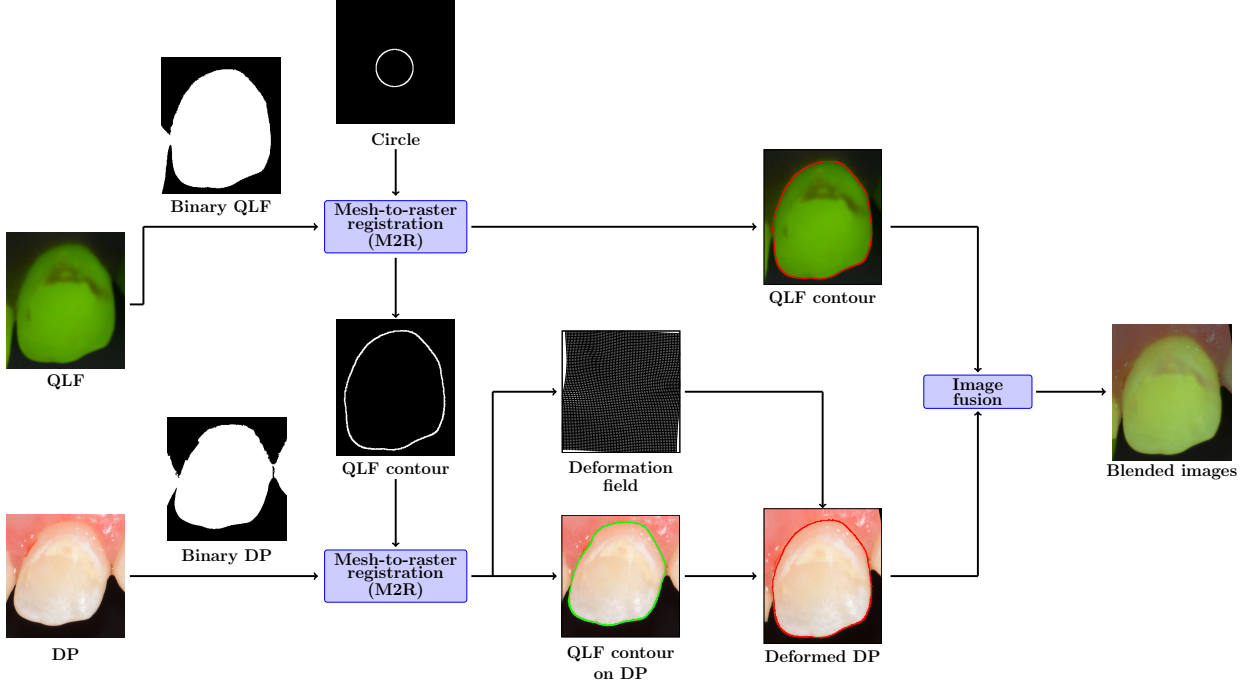 Circle
Binary QLF
Mesh-to-raster
registration
(M2R)
QLF contour
QLF
QLF contour
Deformation
field
Image
fusion
Blended images
Binary DP
Mesh-to-raster
registration
(M2R)
DP
QLF contour
on DP
Deformed DP